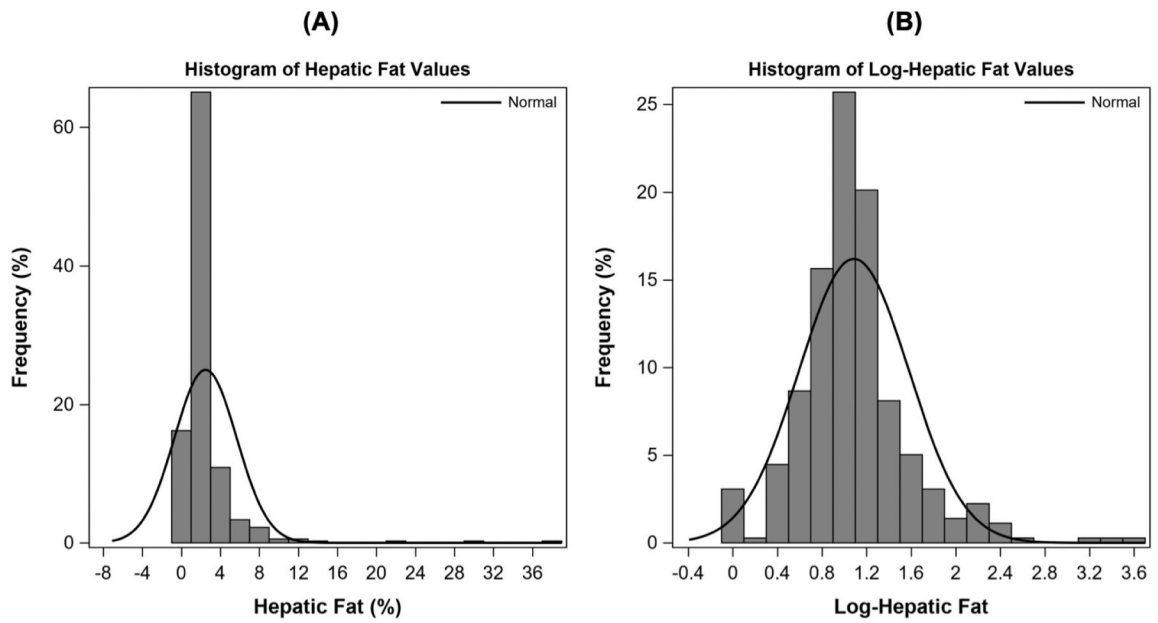 (A)
Histogram of Hepatic Fat Values
Normal
60
40
20
0
Frequency (%)
-8 -4 0 4 8 12 16 20 24 28 32 36
Hepatic Fat (%)
(B)
Histogram of Log-Hepatic Fat Values
Normal
25
20
15
10
5
0
Frequency (%)
-0.4 0 0.4 0.8 1.2 1.6 2 2.4 2.8 3.2 3.6
Log-Hepatic Fat